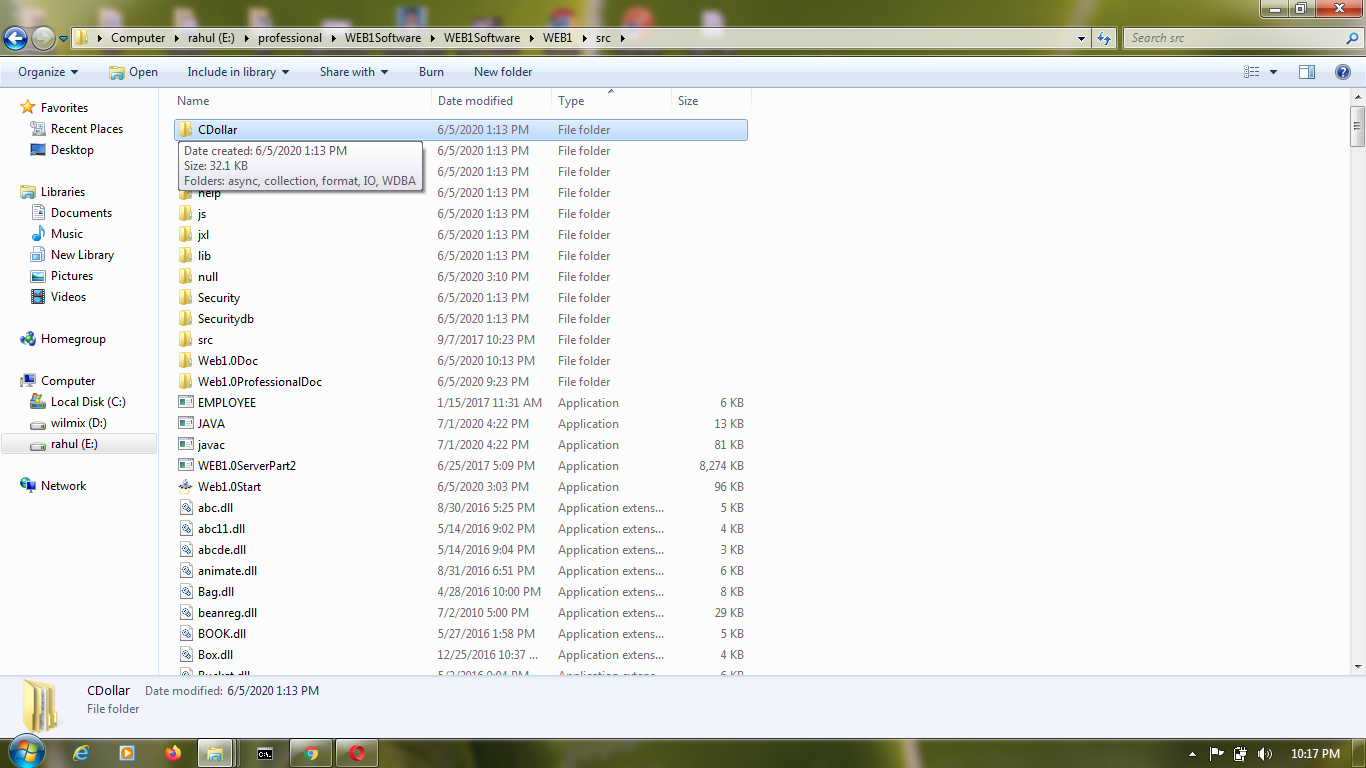 Computer rahul (E:) professional WEB1Software WEB1Software WEB1 src
Search src
Organize Open Include in library Share with Burn New folder
Name Date modified Type Size
Favorites
Recent Places
Desktop
Libraries
Documents
Music
New Library
Pictures
Videos
Homegroup
Computer
Local Disk (C:)
wilmix (D:)
rahul (E:)
Network
CDollar 6/5/2020 1:13 PM File folder
Date created: 6/5/2020 1:13 PM
Size: 32.1 KB
Folders: async, collection, format, IO, WDBA
6/5/2020 1:13 PM File folder
6/5/2020 1:13 PM File folder
help 6/5/2020 1:13 PM File folder
js 6/5/2020 1:13 PM File folder
jxl 6/5/2020 1:13 PM File folder
lib 6/5/2020 1:13 PM File folder
null 6/5/2020 3:10 PM File folder
Security 6/5/2020 1:13 PM File folder
Securitydb 6/5/2020 1:13 PM File folder
src 9/7/2017 10:23 PM File folder
Web1.0Doc 6/5/2020 10:13 PM File folder
Web1.0ProfessionalDoc 6/5/2020 9:23 PM File folder
EMPLOYEE 1/15/2017 11:31 AM Application 6 KB
JAVA 7/1/2020 4:22 PM Application 13 KB
javac 7/1/2020 4:22 PM Application 81 KB
WEB1.0ServerPart2 6/25/2017 5:09 PM Application 8,274 KB
Web1.0Start 6/5/2020 3:03 PM Application 96 KB
abc.dll 8/30/2016 5:25 PM Application extens... 5 KB
abc11.dll 5/14/2016 9:02 PM Application extens... 4 KB
abcde.dll 5/14/2016 9:04 PM Application extens... 3 KB
animate.dll 8/31/2016 6:51 PM Application extens... 6 KB
Bag.dll 4/28/2016 10:00 PM Application extens... 8 KB
beanreg.dll 7/2/2010 5:00 PM Application extens... 29 KB
BOOK.dll 5/27/2016 1:58 PM Application extens... 5 KB
Box.dll 12/25/2016 10:37 ... Application extens... 4 KB
CDollar Date modified: 6/5/2020 1:13 PM
File folder
10:17 PM